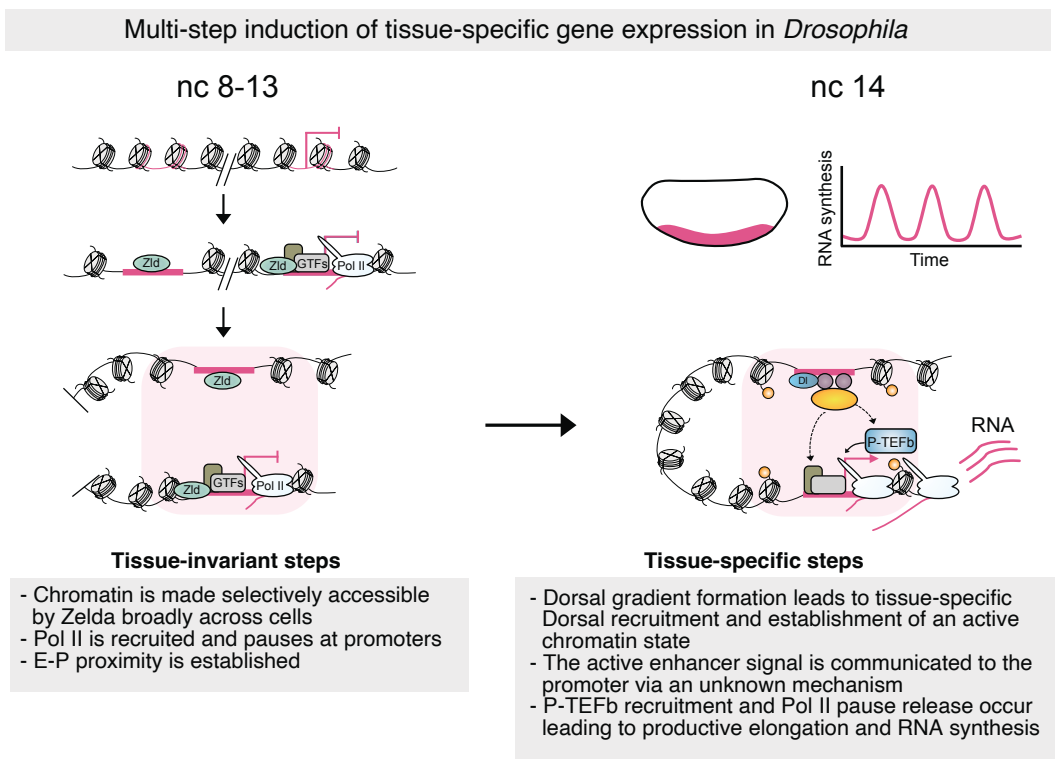 Multi-step induction of tissue-specific gene expression in Drosophila
nc 8-13
nc 14
RNA synthesis
Time
Zld
Zld
GTFs
Pol II
Zld
Zld
GTFs
Pol II
Dl
P-TEFb
RNA
Tissue-invariant steps
- Chromatin is made selectively accessible
by Zelda broadly across cells
- Pol II is recruited and pauses at promoters
- E-P proximity is established
Tissue-specific steps
- Dorsal gradient formation leads to tissue-specific
Dorsal recruitment and establishment of an active
chromatin state
- The active enhancer signal is communicated to the
promoter via an unknown mechanism
- P-TEFb recruitment and Pol II pause release occur
leading to productive elongation and RNA synthesis